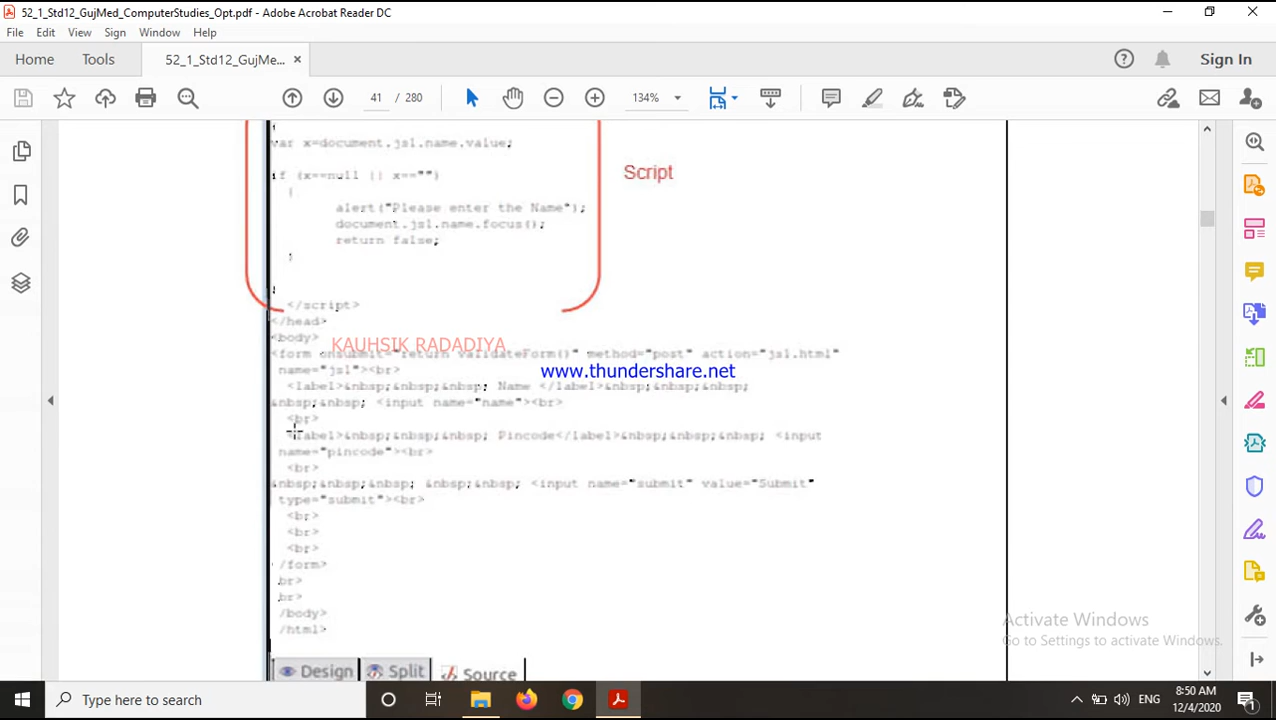 52_1_Std12_GujMed_ComputerStudies_Opt.pdf - Adobe Acrobat Reader DC
File Edit View Sign Window Help
Home Tools 52_1_Std12_GujMe... × Sign In
41 / 280 134%
var x=document.js1.name.value;
Script
if (x==null || x=="")
{
alert("Please enter the Name");
document.js1.name.focus();
return false;
}
</script>
</head>
<body>
KAUHSIK RADADIYA
<form onsubmit="return validateForm()" method="post" action="js1.html"
name="js1"><br>
www.thundershare.net
<label>&nbsp;&nbsp;&nbsp; Name </label>&nbsp;&nbsp;&nbsp;
&nbsp;&nbsp; <input name="name"><br>
<br>
<label>&nbsp;&nbsp;&nbsp; Pincode</label>&nbsp;&nbsp;&nbsp; <input
name="pincode"><br>
<br>
&nbsp;&nbsp;&nbsp; &nbsp;&nbsp; <input name="submit" value="Submit"
type="submit"><br>
<br>
<br>
<br>
/form>
br>
br>
/body>
/html>
Activate Windows
Go to Settings to activate Windows.
Design Split Source
Type here to search
ENG
8:50 AM
12/4/2020
1